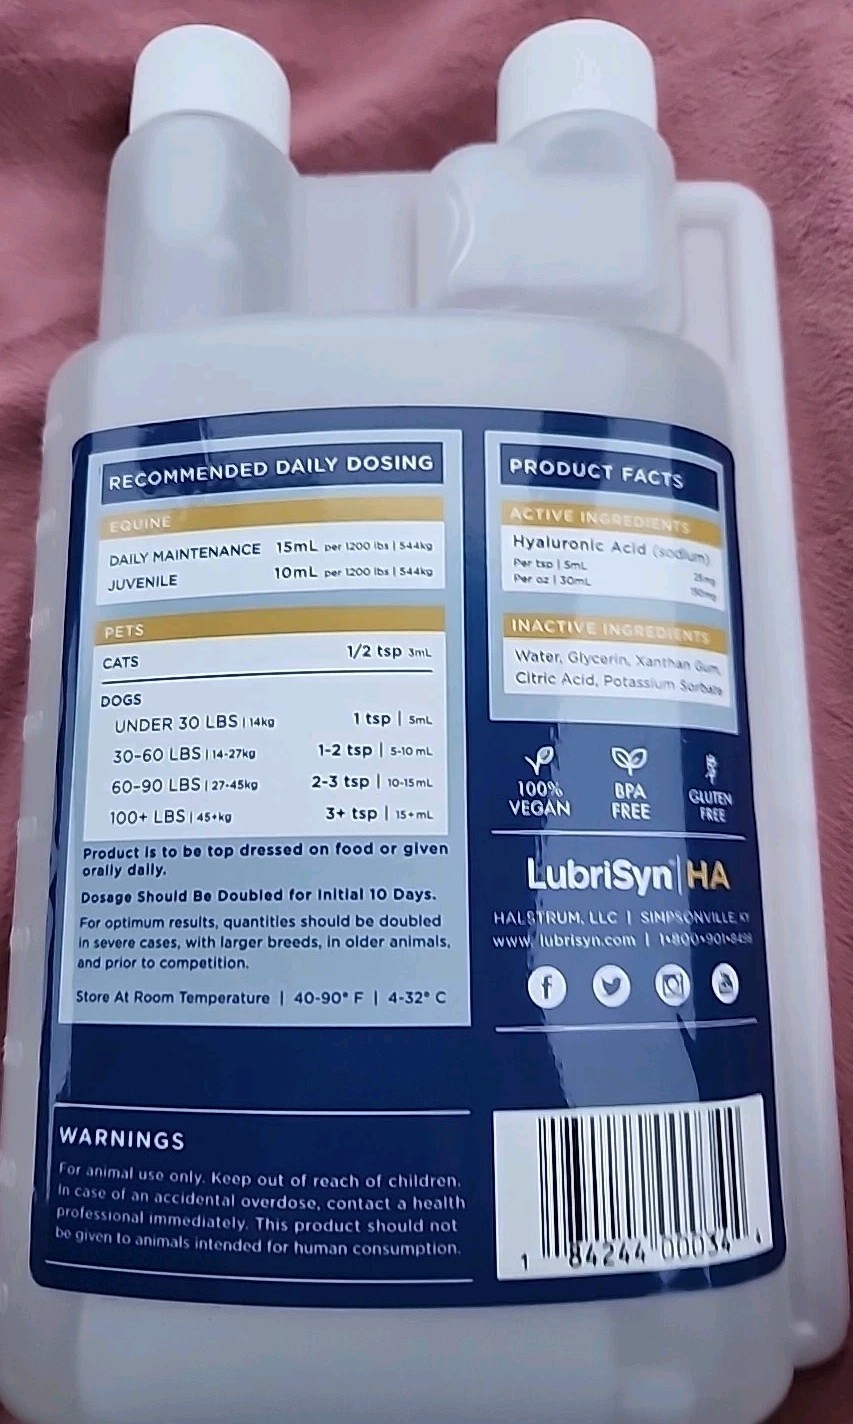 RECOMMENDED DAILY DOSING
EQUINE
DAILY MAINTENANCE 15mL per 1200 lbs | 544kg
JUVENILE 10mL per 1200 lbs | 544kg
PETS
CATS 1/2 tsp 3mL
DOGS
UNDER 30 LBS | 14kg 1 tsp | 5mL
30-60 LBS | 14-27kg 1-2 tsp | 5-10 mL
60-90 LBS | 27-45kg 2-3 tsp | 10-15mL
100+ LBS | 45+kg 3+ tsp | 15+mL
Product is to be top dressed on food or given
orally daily.
Dosage Should Be Doubled for Initial 10 Days.
For optimum results, quantities should be doubled
in severe cases, with larger breeds, in older animals,
and prior to competition.
Store At Room Temperature | 40-90° F | 4-32° C
WARNINGS
For animal use only. Keep out of reach of children.
In case of an accidental overdose, contact a health
professional immediately. This product should not
be given to animals intended for human consumption.
PRODUCT FACTS
ACTIVE INGREDIENTS
Hyaluronic Acid (sodium)
Per tsp | 5mL 25mg
Per oz | 30mL 150mg
INACTIVE INGREDIENTS
Water, Glycerin, Xanthan Gum,
Citric Acid, Potassium Sorbate
100%
VEGAN
BPA
FREE
GLUTEN
FREE
LubriSyn | HA
HALSTRUM, LLC | SIMPSONVILLE, KY
www.lubrisyn.com |
1 84244 00034 4